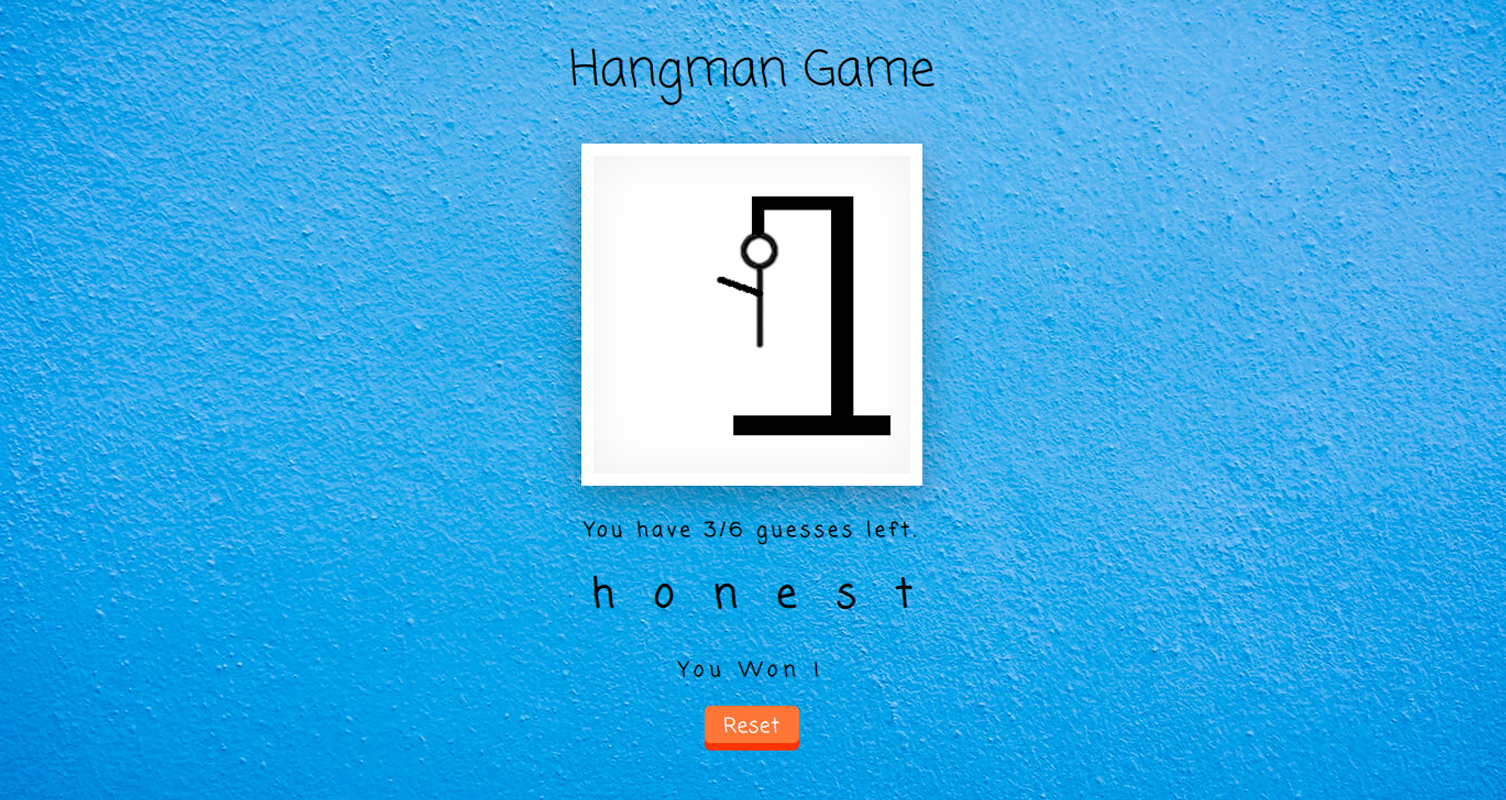 Hangman Game
You have 3/6 guesses left.
h o n e s t
You Won !
Reset